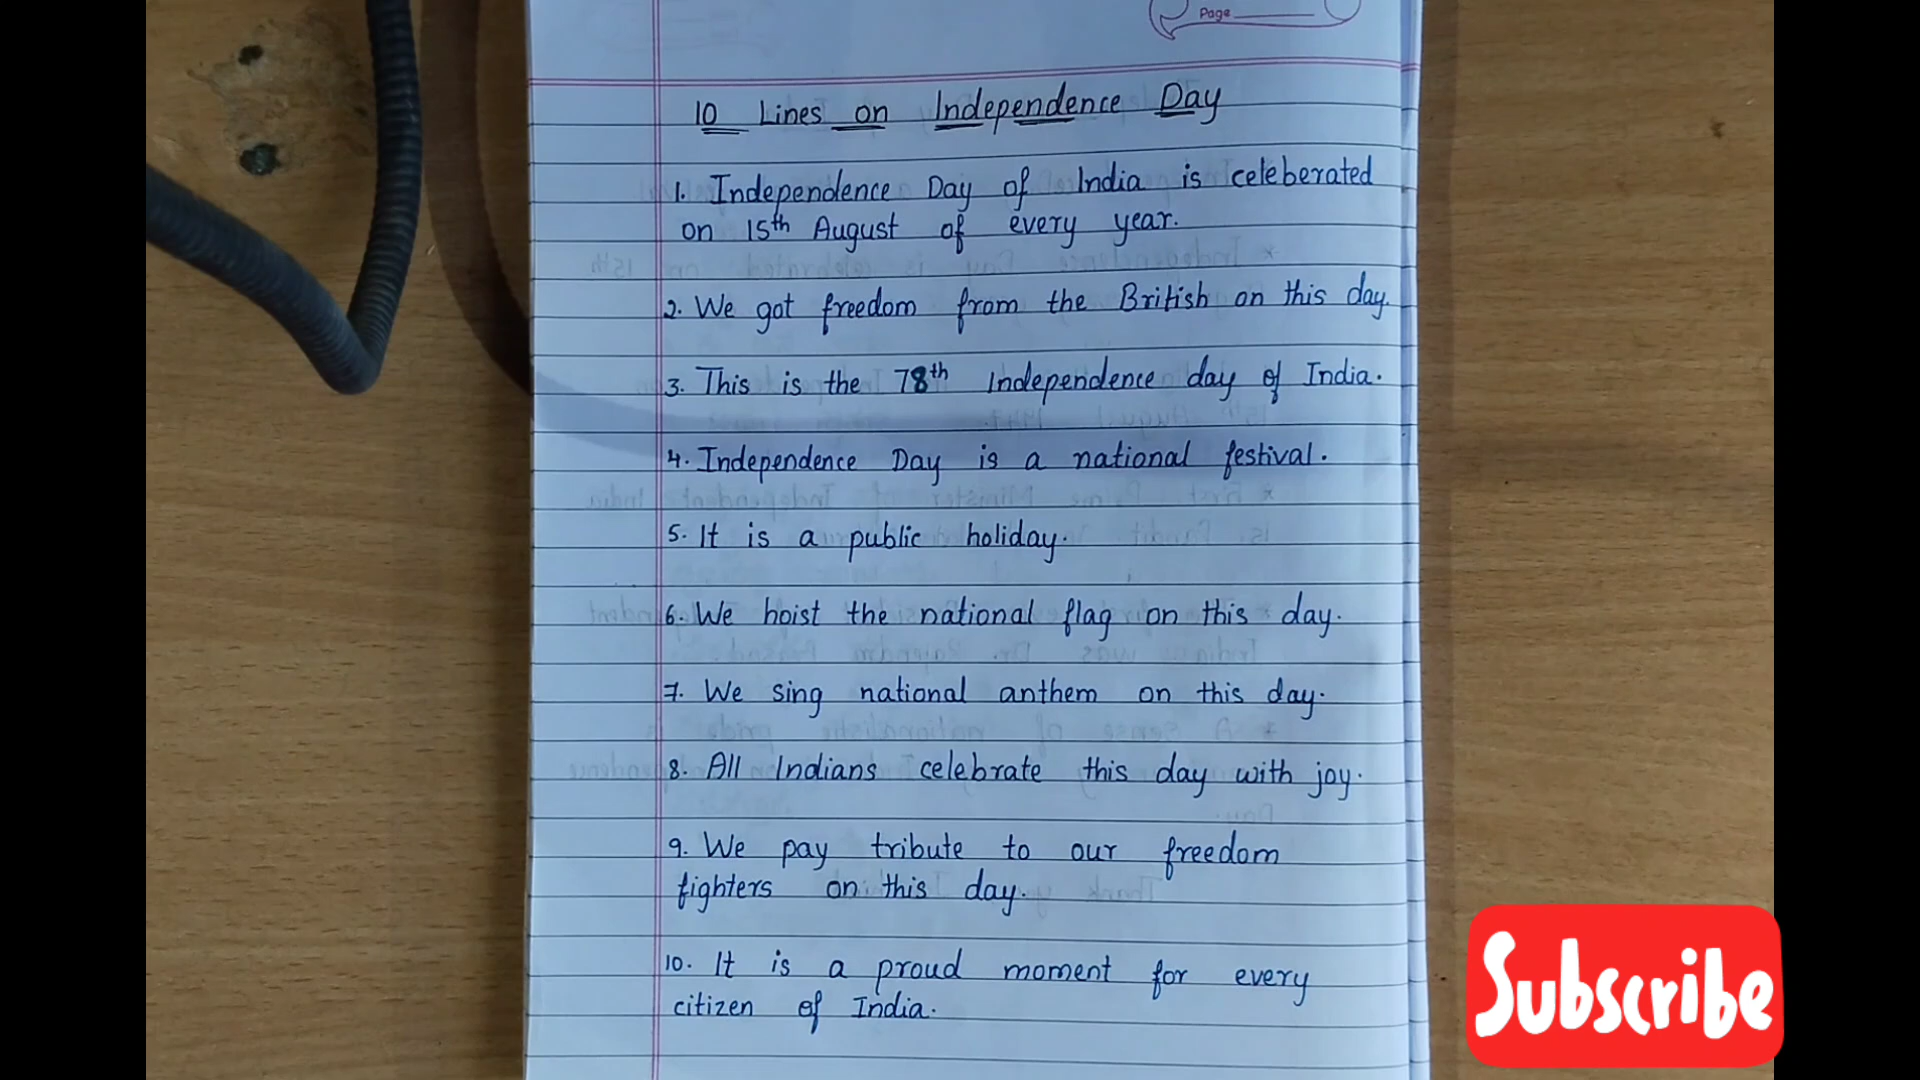 Page
10 Lines on Independence Day
1. Independence Day of India is celeberated
on 15th August of every year.
2. We got freedom from the British on this day.
3. This is the 78th Independence day of India.
4. Independence Day is a national festival.
5. It is a public holiday.
6. We hoist the national flag on this day.
7. We sing national anthem on this day.
8. All Indians celebrate this day with joy.
9. We pay tribute to our freedom
fighters on this day.
10. It is a proud moment for every
citizen of India.
Subscribe